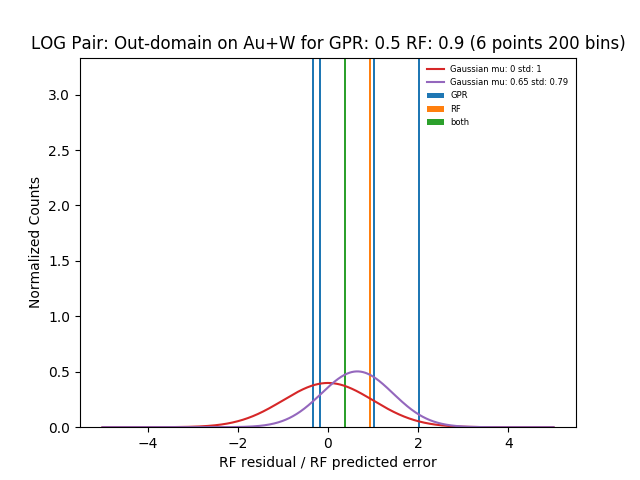 LOG Pair: Out-domain on Au+W for GPR: 0.5 RF: 0.9 (6 points 200 bins)
Gaussian mu: 0 std: 1
Gaussian mu: 0.65 std: 0.79
GPR
RF
both
Normalized Counts
3.0
2.5
2.0
1.5
1.0
0.5
0.0
−4
−2
0
2
4
RF residual / RF predicted error